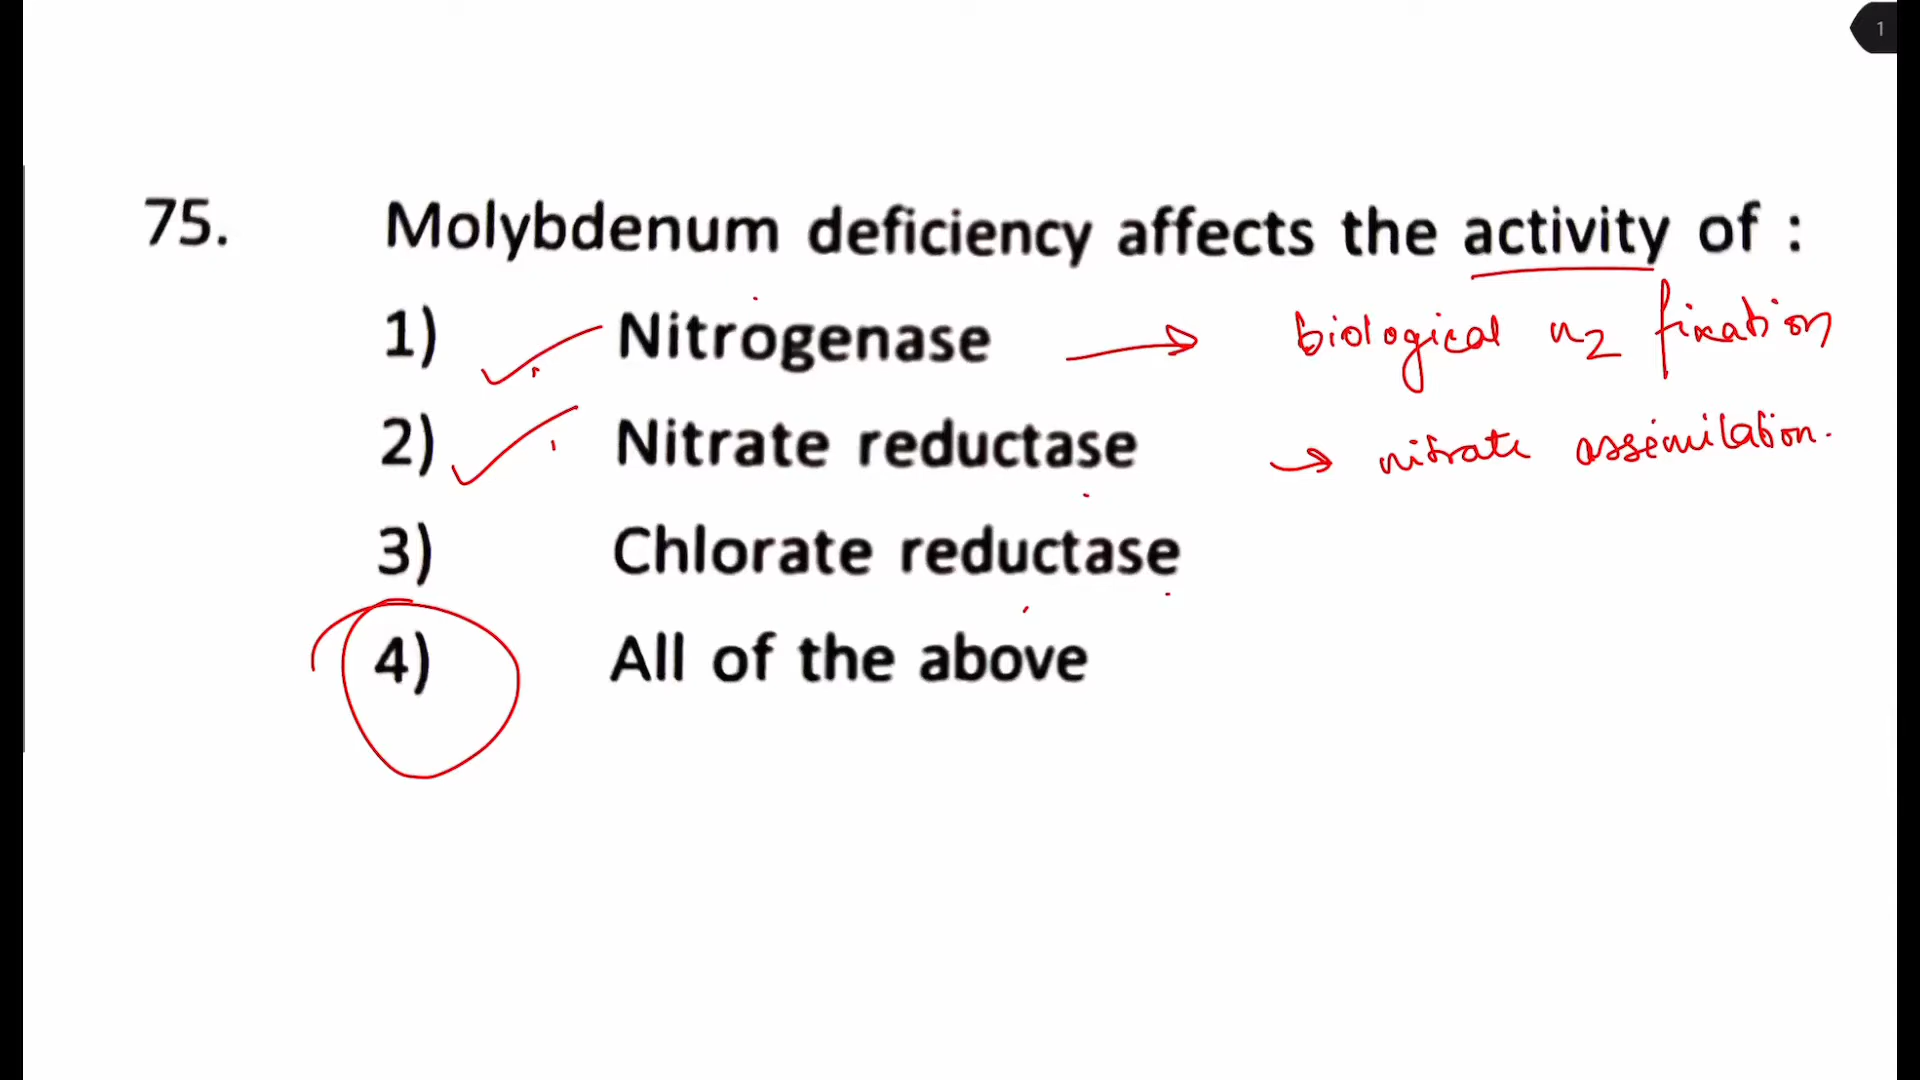 1
75. Molybdenum deficiency affects the activity of :
1) Nitrogenase → biological n2 fixation
2) Nitrate reductase → nitrate assimilation.
3) Chlorate reductase
4) All of the above